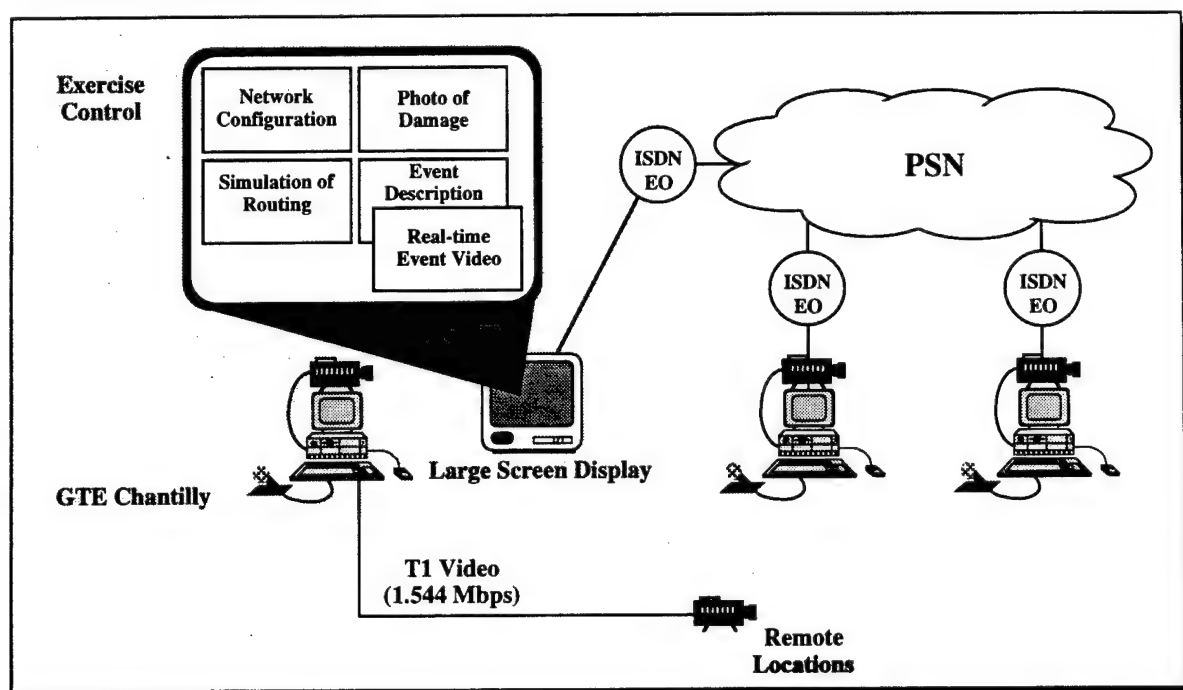 Exercise
Control
Network
Configuration
Photo of
Damage
Simulation of
Routing
Event
Description
Real-time
Event Video
ISDN
EO
PSN
ISDN
EO
ISDN
EO
Large Screen Display
GTE Chantilly
T1 Video
(1.544 Mbps)
Remote
Locations